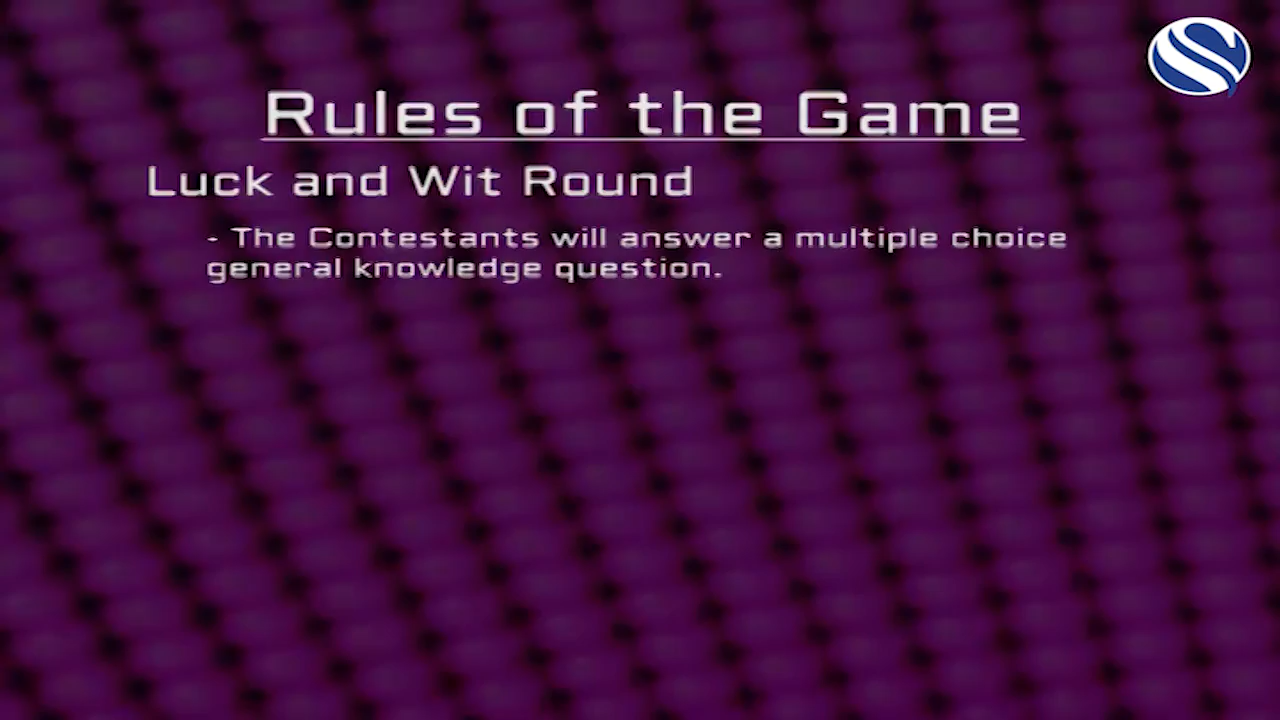 Rules of the Game
Luck and Wit Round
- The Contestants will answer a multiple choice
general knowledge question.